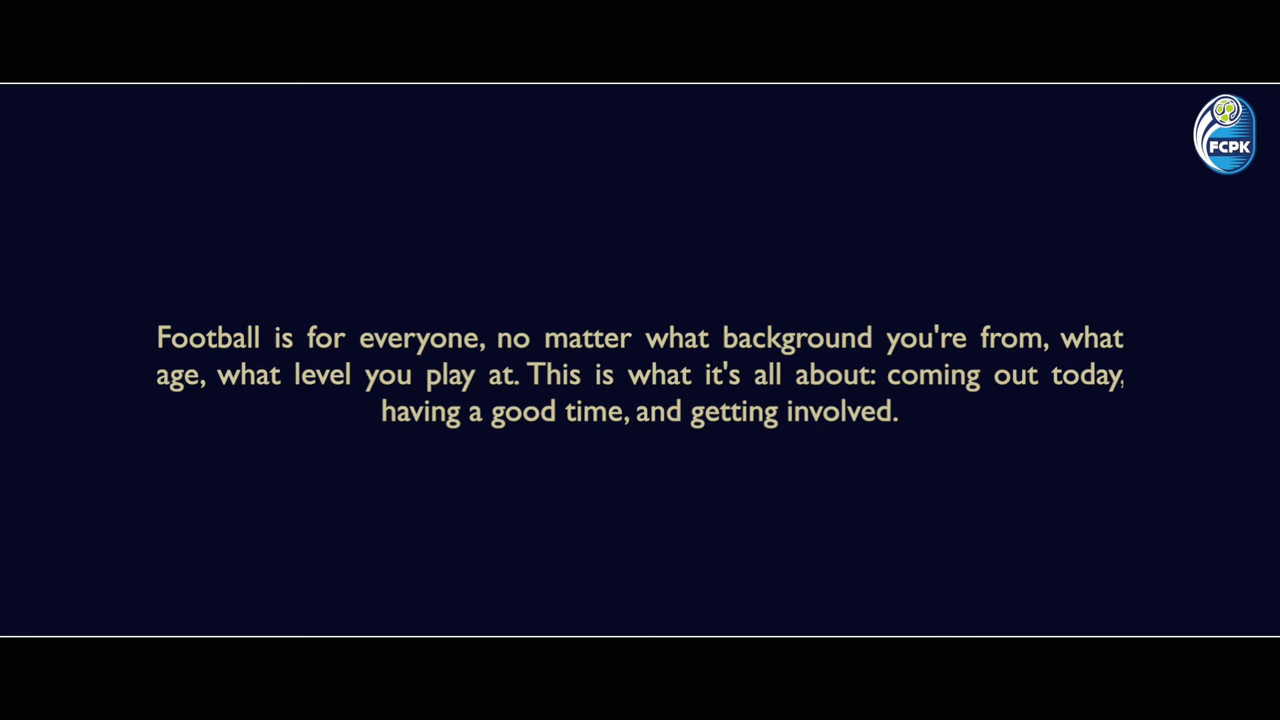 FCPK
Football is for everyone, no matter what background you're from, what
age, what level you play at. This is what it's all about: coming out today,
having a good time, and getting involved.